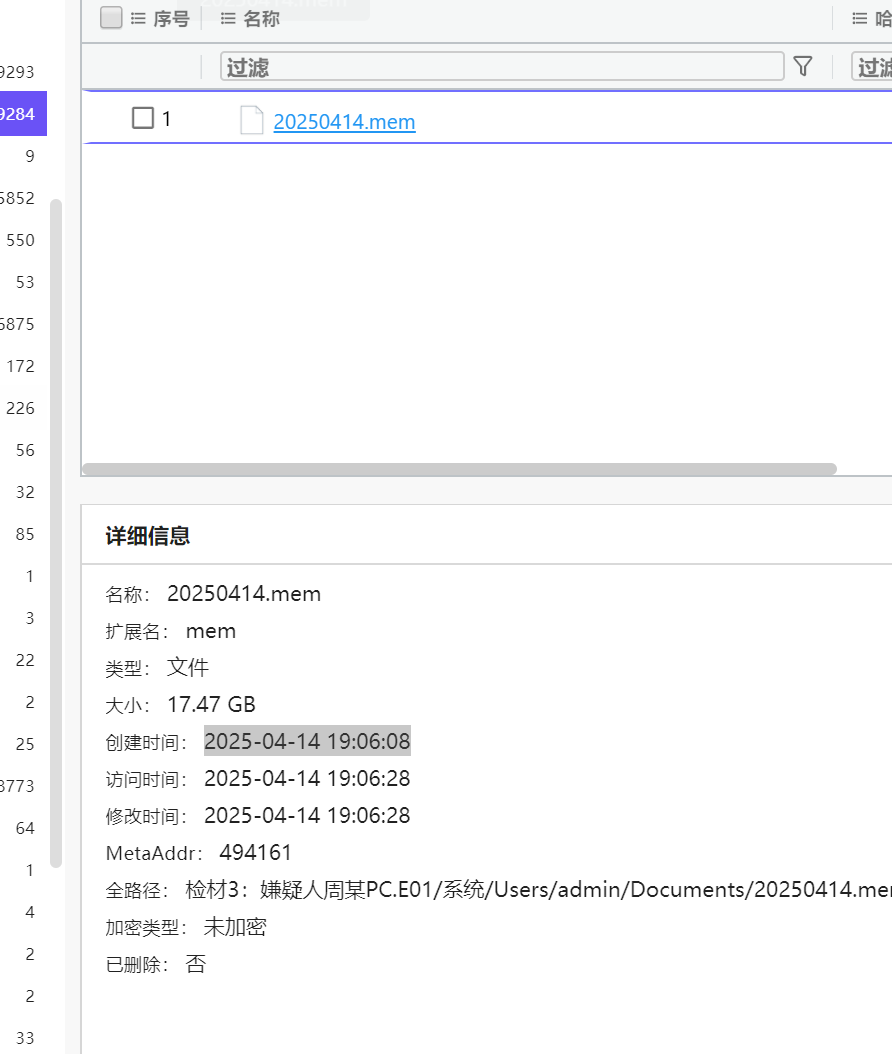 序号 名称 哈
过滤 过滤
1 20250414.mem
9293
9284
9
5852
550
53
6875
172
226
56
32
85
1
3
22
2
25
8773
64
1
4
2
2
33
详细信息
名称： 20250414.mem
扩展名： mem
类型： 文件
大小： 17.47 GB
创建时间： 2025-04-14 19:06:08
访问时间： 2025-04-14 19:06:28
修改时间： 2025-04-14 19:06:28
MetaAddr： 494161
全路径： 检材3：嫌疑人周某PC.E01/系统/Users/admin/Documents/20250414.mem
加密类型： 未加密
已删除： 否